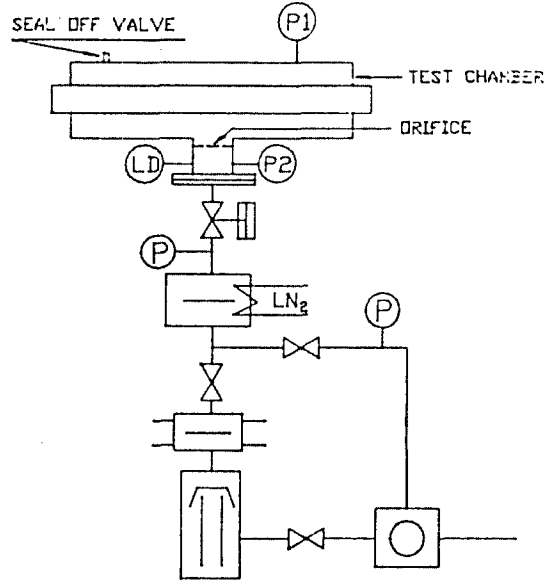 SEAL OFF VALVE
P1
TEST CHAMBER
ORIFICE
LD
P2
P
LN₂
P